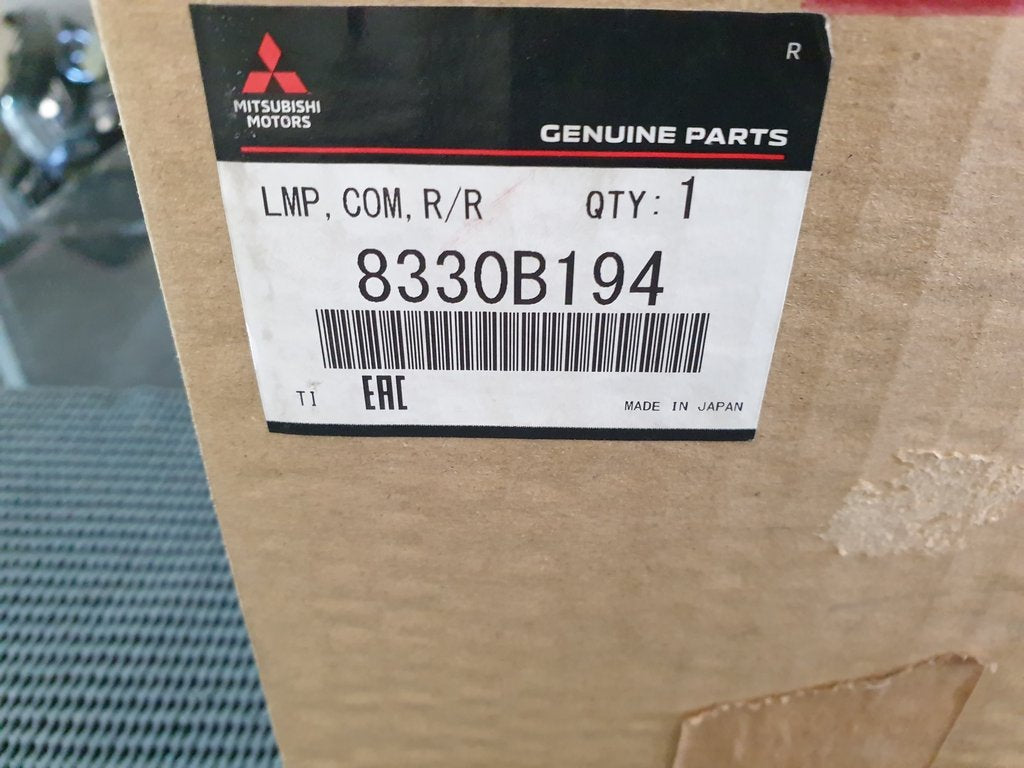 R
MITSUBISHI
MOTORS
GENUINE PARTS
LMP, COM, R/R QTY: 1
8330B194
TI EAC MADE IN JAPAN